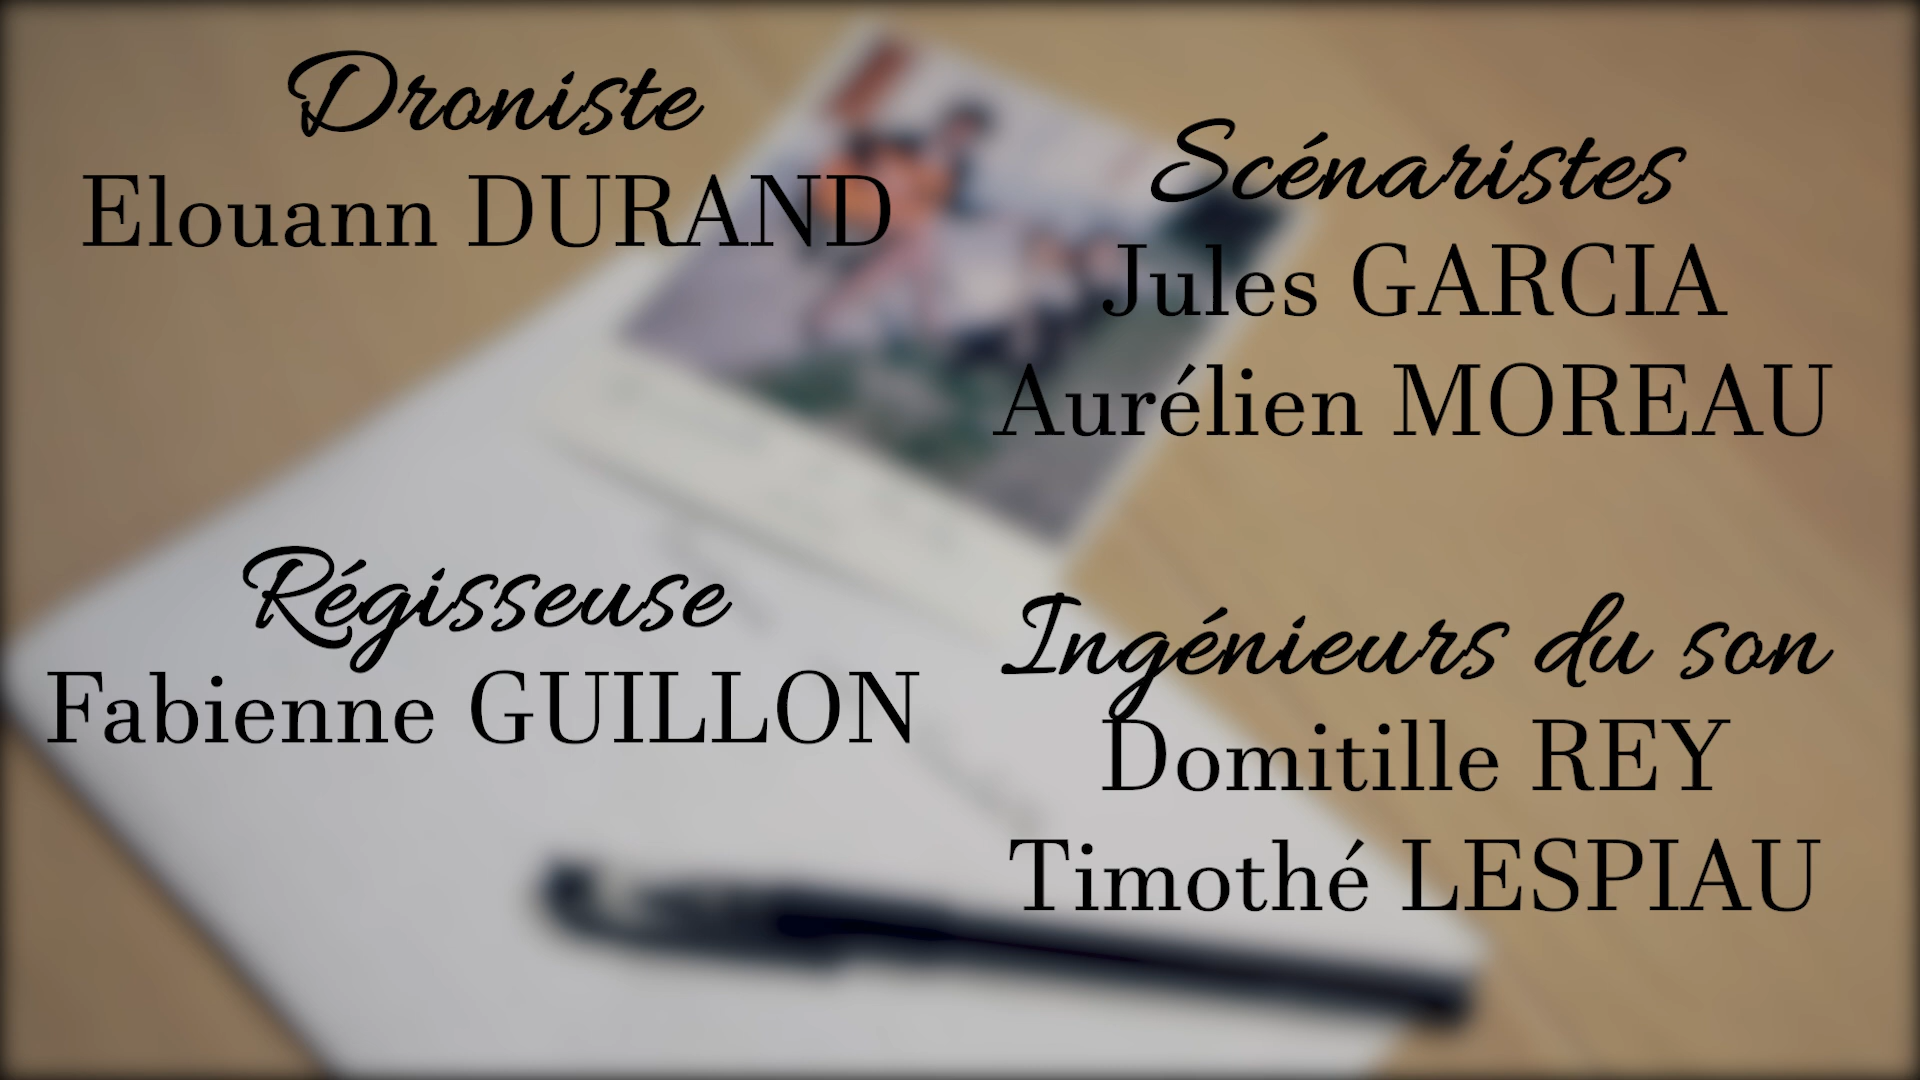 Droniste
Elouann DURAND
Scénaristes
Jules GARCIA
Aurélien MOREAU
Régisseuse
Fabienne GUILLON
Ingénieurs du son
Domitille REY
Timothé LESPIAU